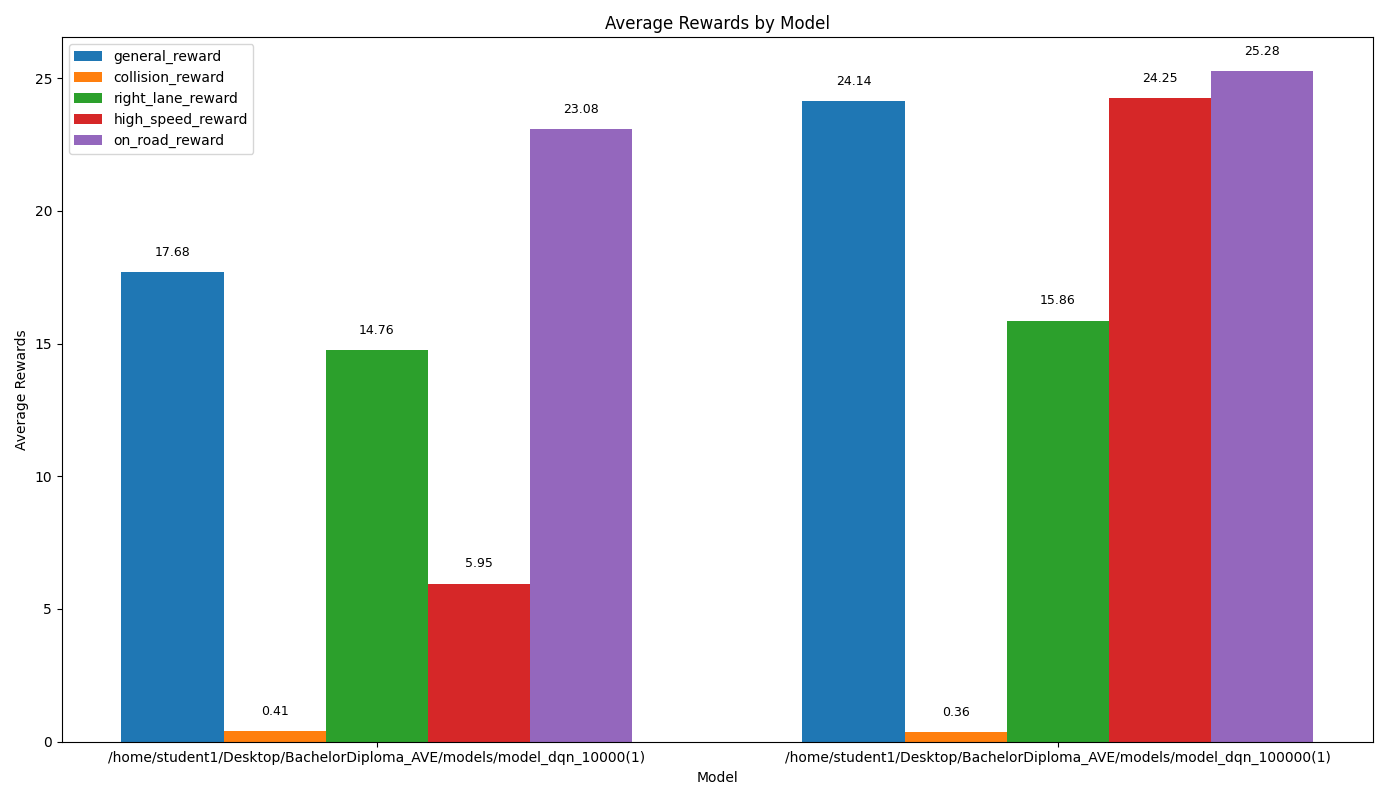 Average Rewards by Model
general_reward
collision_reward
right_lane_reward
high_speed_reward
on_road_reward
25
20
15
10
5
0
Average Rewards
17.68
0.41
14.76
5.95
23.08
24.14
0.36
15.86
24.25
25.28
/home/student1/Desktop/BachelorDiploma_AVE/models/model_dqn_10000(1)
/home/student1/Desktop/BachelorDiploma_AVE/models/model_dqn_100000(1)
Model